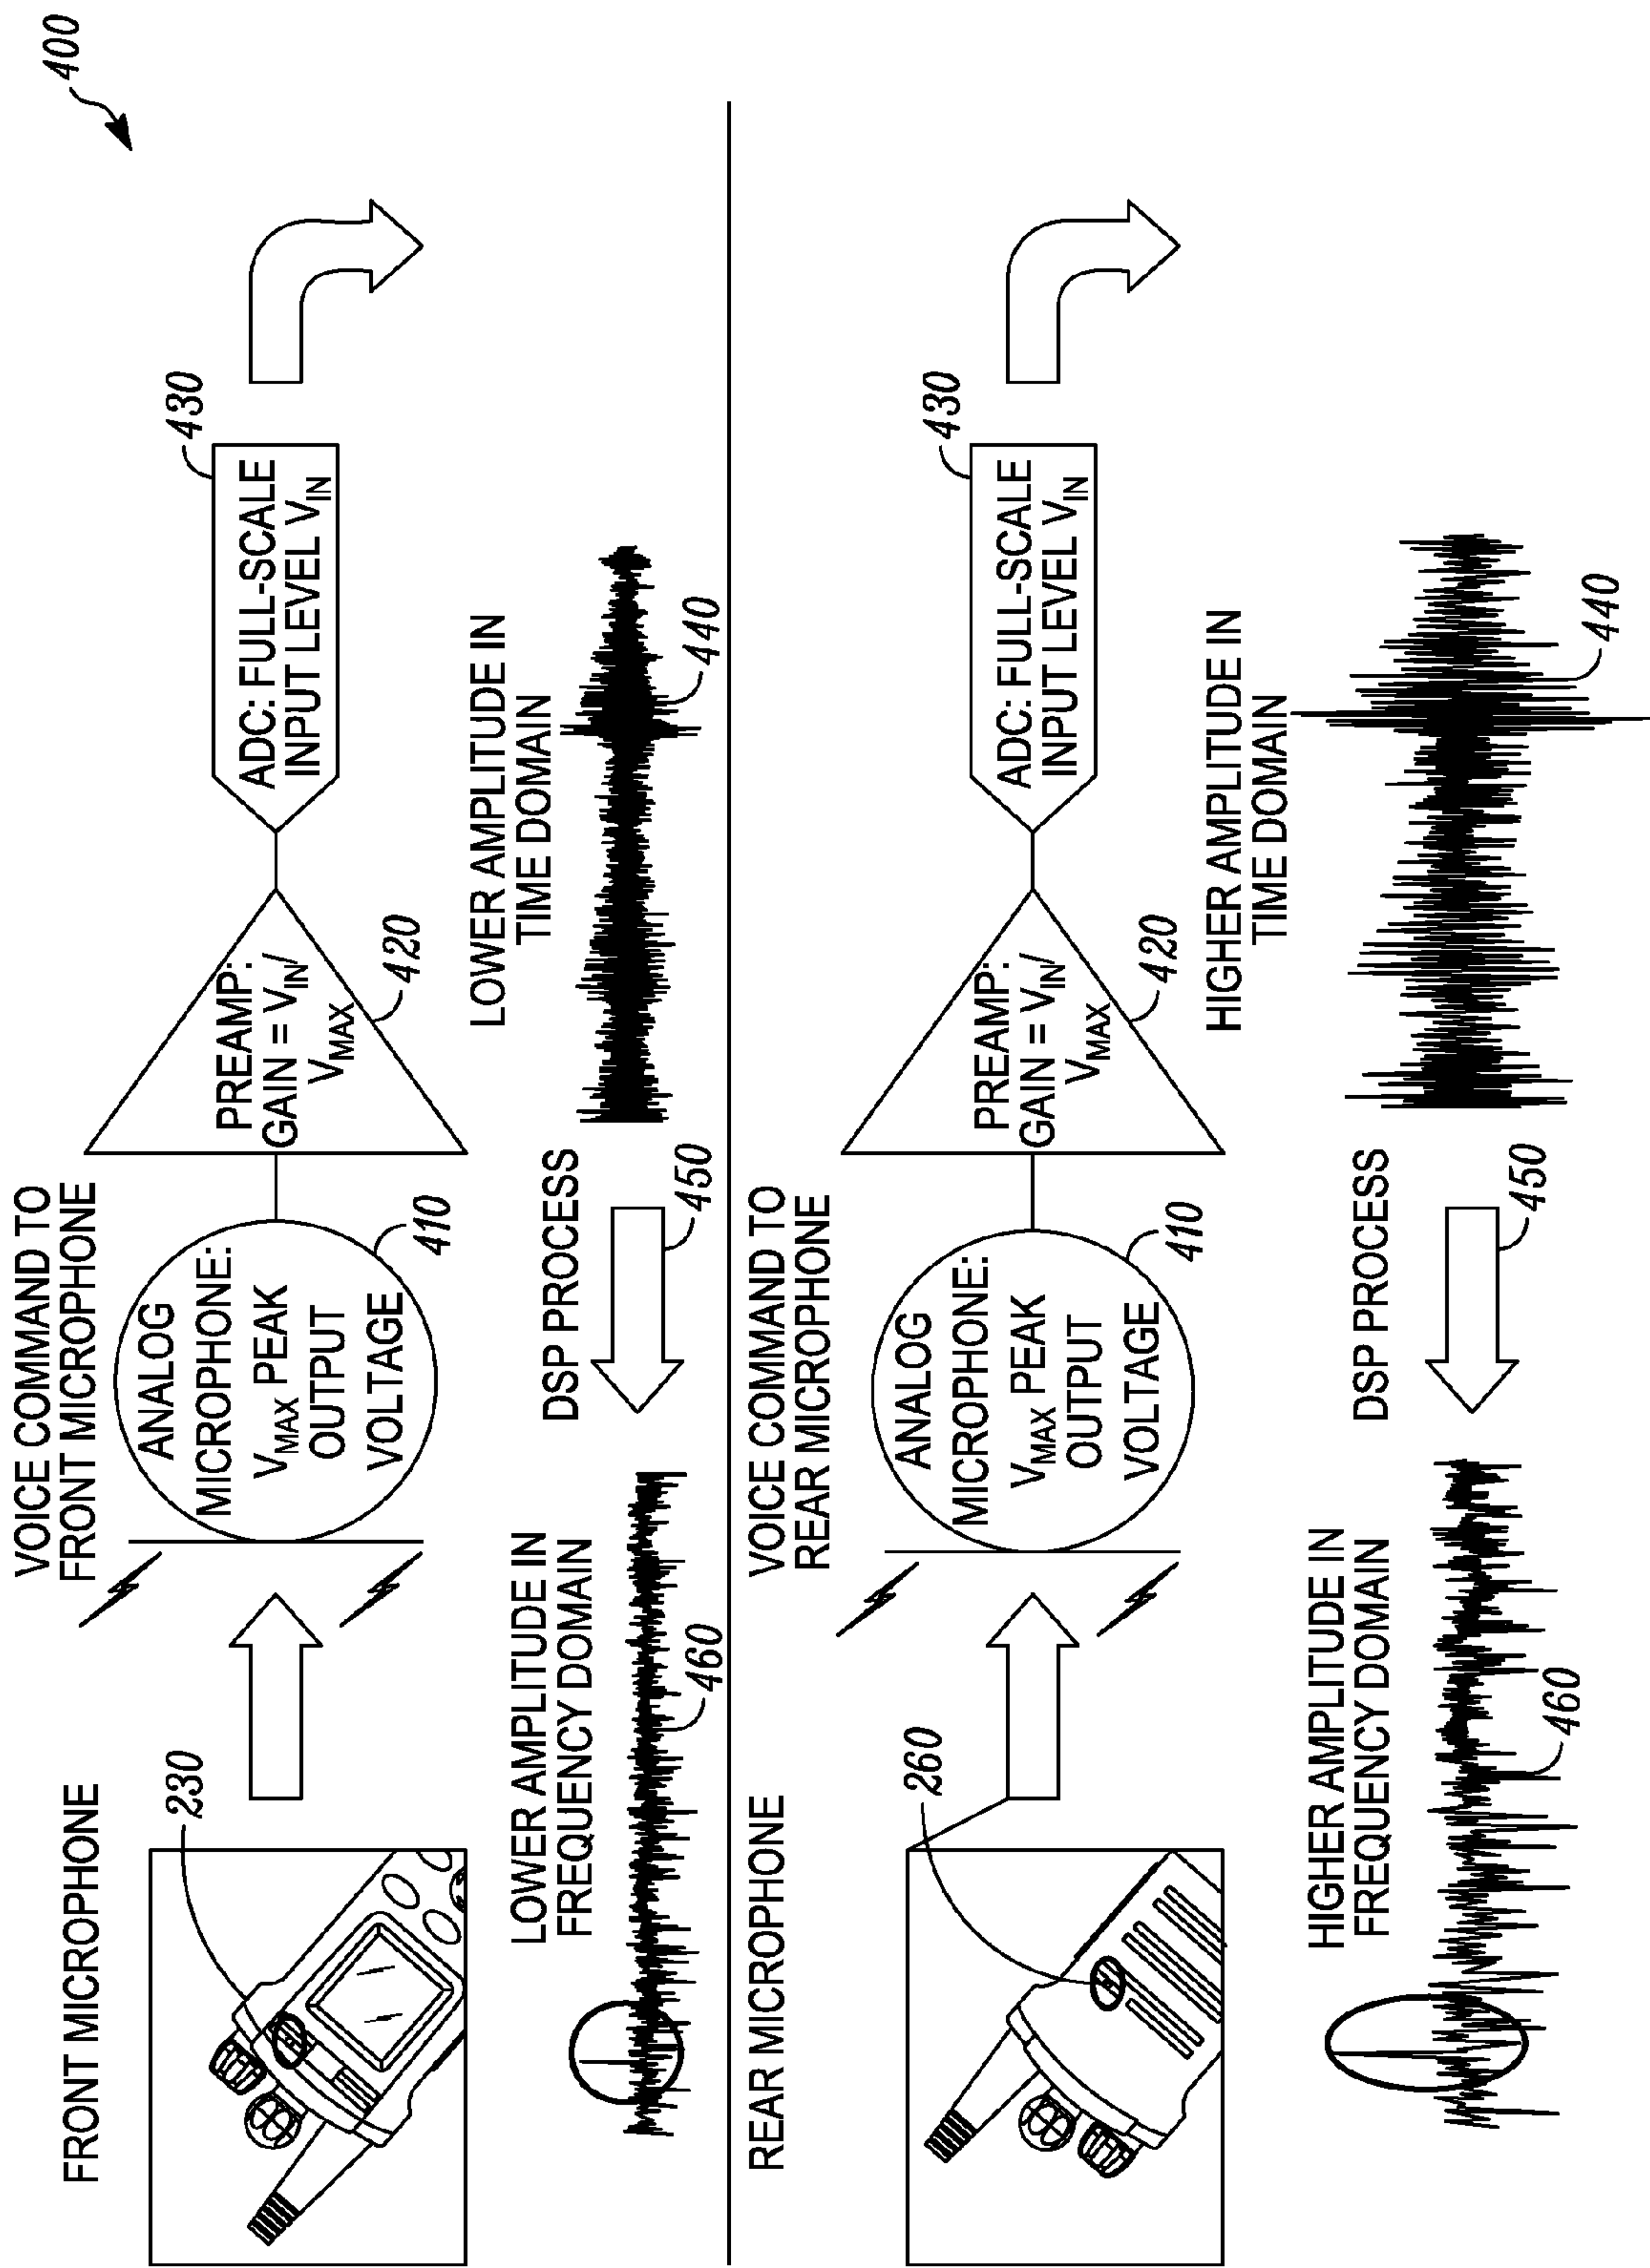 400
FRONT MICROPHONE
230
VOICE COMMAND TO
FRONT MICROPHONE
ANALOG
MICROPHONE:
VMAX PEAK
OUTPUT
VOLTAGE
410
PREAMP:
GAIN = VIN/
VMAX
420
ADC: FULL-SCALE
INPUT LEVEL VIN
430
LOWER AMPLITUDE IN
FREQUENCY DOMAIN
460
DSP PROCESS
450
LOWER AMPLITUDE IN
TIME DOMAIN
440
REAR MICROPHONE
260
VOICE COMMAND TO
REAR MICROPHONE
ANALOG
MICROPHONE:
VMAX PEAK
OUTPUT
VOLTAGE
410
PREAMP:
GAIN = VIN/
VMAX
420
ADC: FULL-SCALE
INPUT LEVEL VIN
430
HIGHER AMPLITUDE IN
FREQUENCY DOMAIN
460
DSP PROCESS
450
HIGHER AMPLITUDE IN
TIME DOMAIN
440